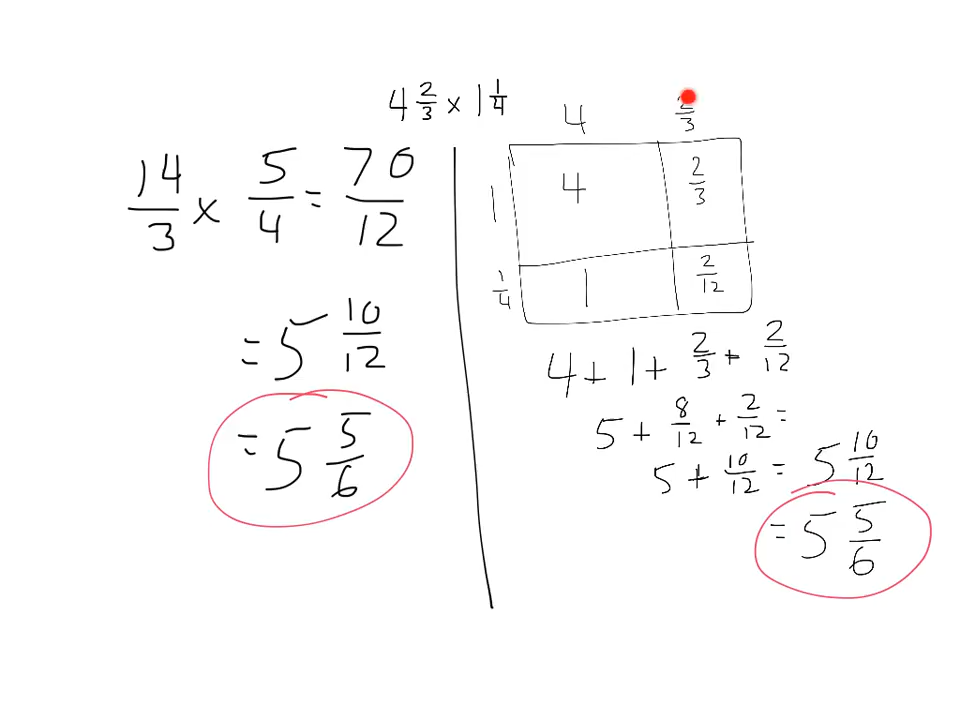 4 2/3 x 1 1/4
14/3 x 5/4 = 70/12
= 5 10/12
= 5 5/6
4 2/3
1 4 2/3
1/4 1 2/12
4 + 1 + 2/3 + 2/12
5 + 8/12 + 2/12 =
5 + 10/12 = 5 10/12
= 5 5/6